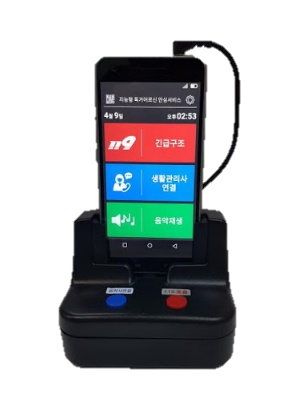 지능형 독거어르신 안심서비스
4월 9일
오후 02:53
119
긴급구조
생활관리사
연결
음악재생